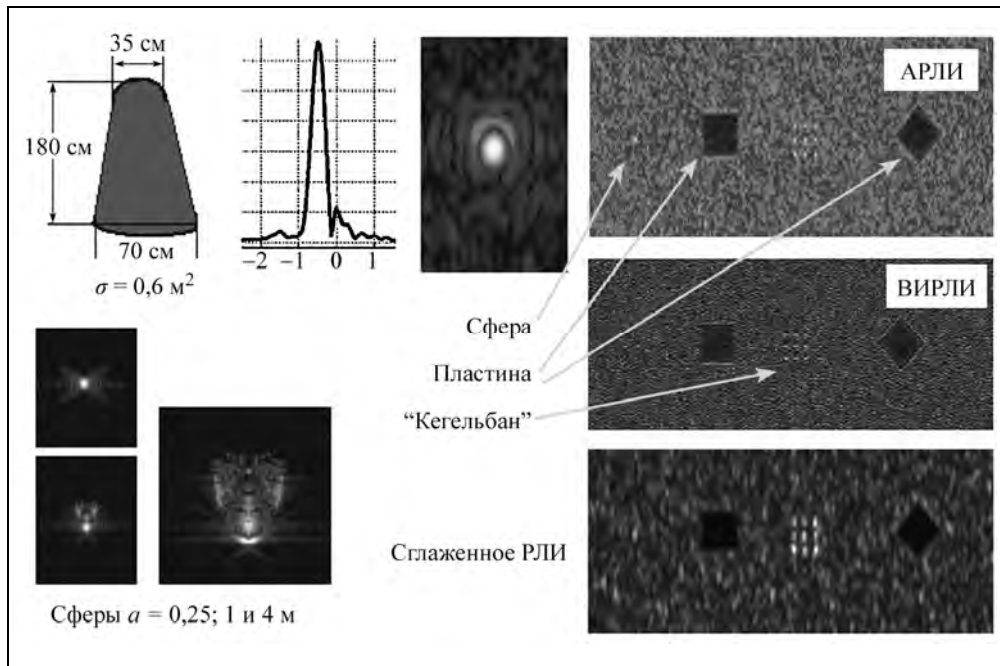 35 см
180 см
70 см
σ = 0,6 м²
−2 −1 0 1
АРЛИ
Сфера
Пластина
“Кегельбан”
ВИРЛИ
Сглаженное РЛИ
Сферы a = 0,25; 1 и 4 м